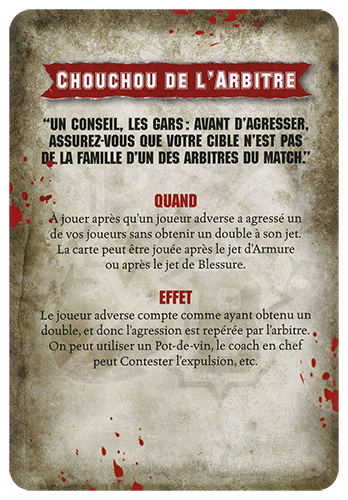 CHOUCHOU DE L'ARBITRE
“UN CONSEIL, LES GARS : AVANT D'AGRESSER,
ASSUREZ-VOUS QUE VOTRE CIBLE N'EST PAS
DE LA FAMILLE D'UN DES ARBITRES DU MATCH.”
QUAND
À jouer après qu'un joueur adverse a agressé un
de vos joueurs sans obtenir un double à son jet.
La carte peut être jouée après le jet d'Armure
ou après le jet de Blessure.
EFFET
Le joueur adverse compte comme ayant obtenu un
double, et donc l'agression est repérée par l'arbitre.
On peut utiliser un Pot-de-vin, le coach en chef
peut Contester l'expulsion, etc.